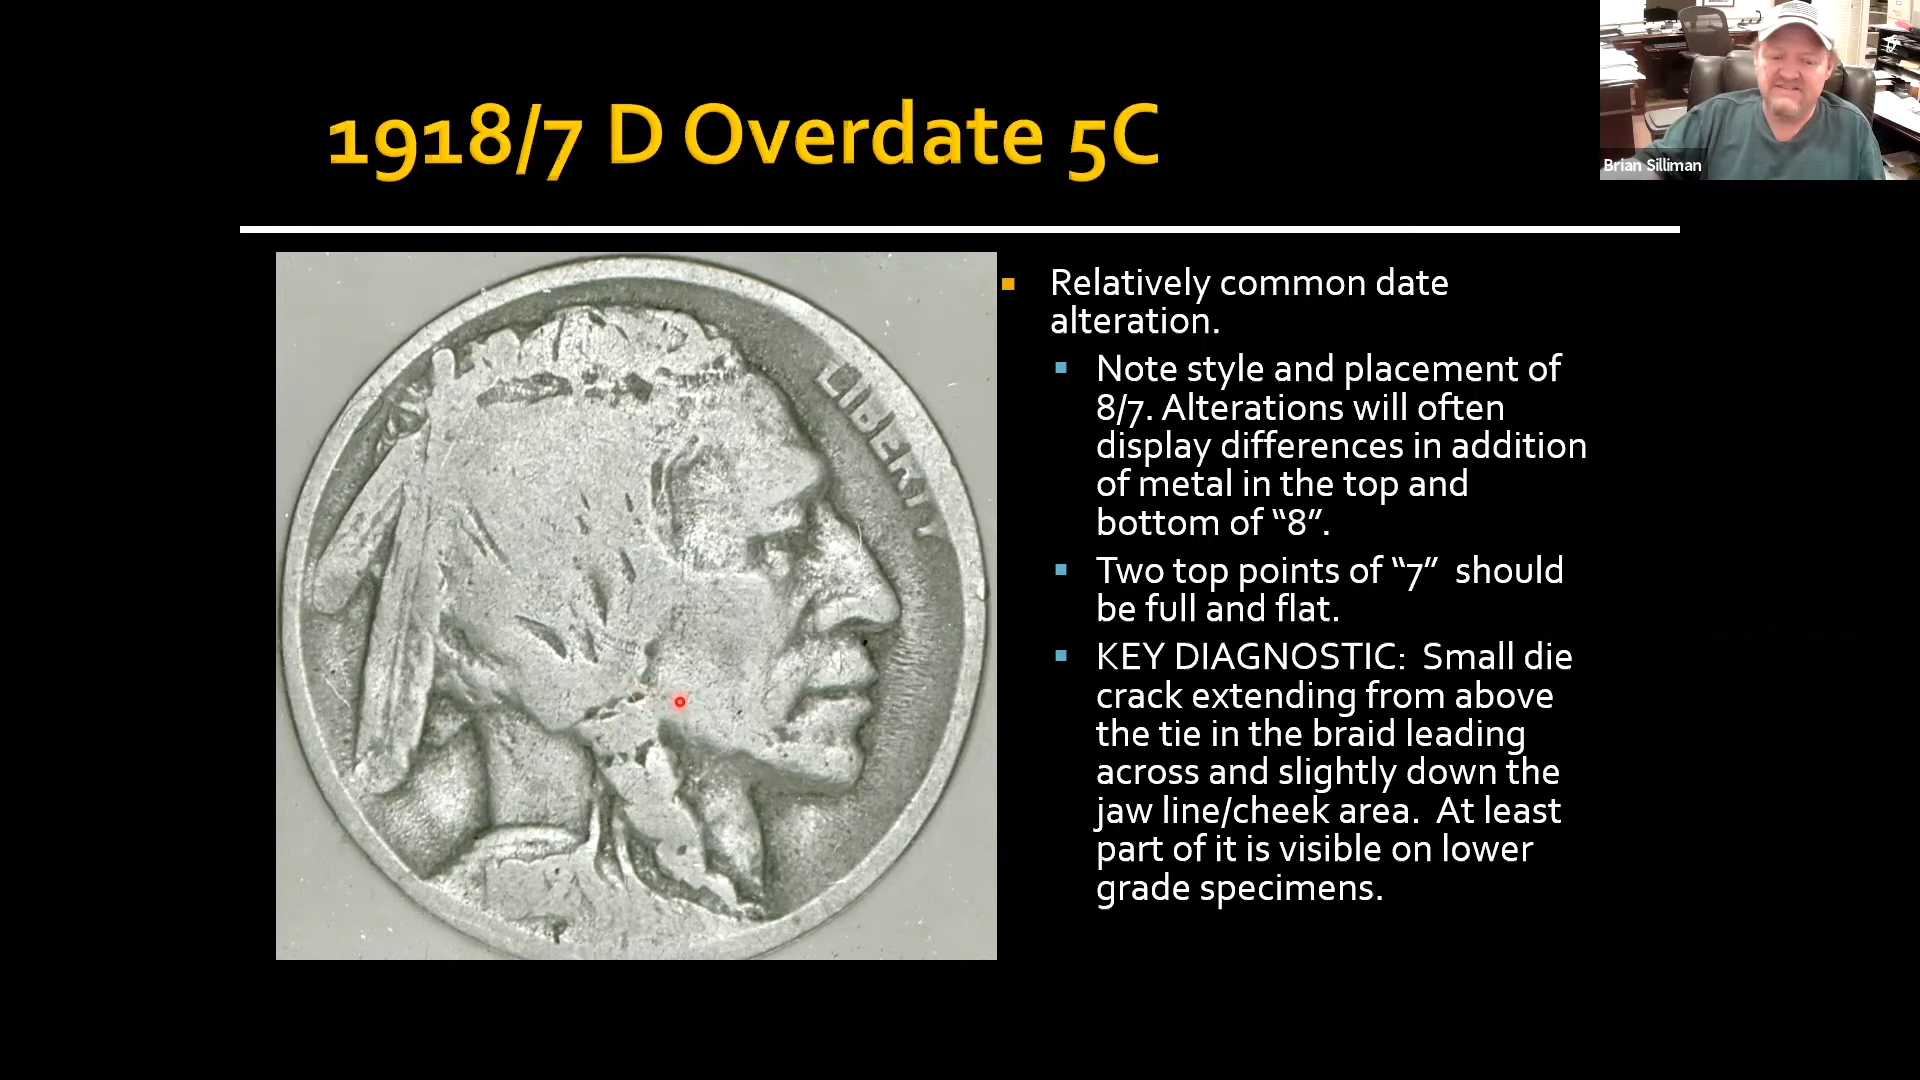 1918/7 D Overdate 5C
Brian Silliman
LIBERTY
Relatively common date
alteration.
Note style and placement of
8/7. Alterations will often
display differences in addition
of metal in the top and
bottom of “8”.
Two top points of “7” should
be full and flat.
KEY DIAGNOSTIC: Small die
crack extending from above
the tie in the braid leading
across and slightly down the
jaw line/cheek area. At least
part of it is visible on lower
grade specimens.